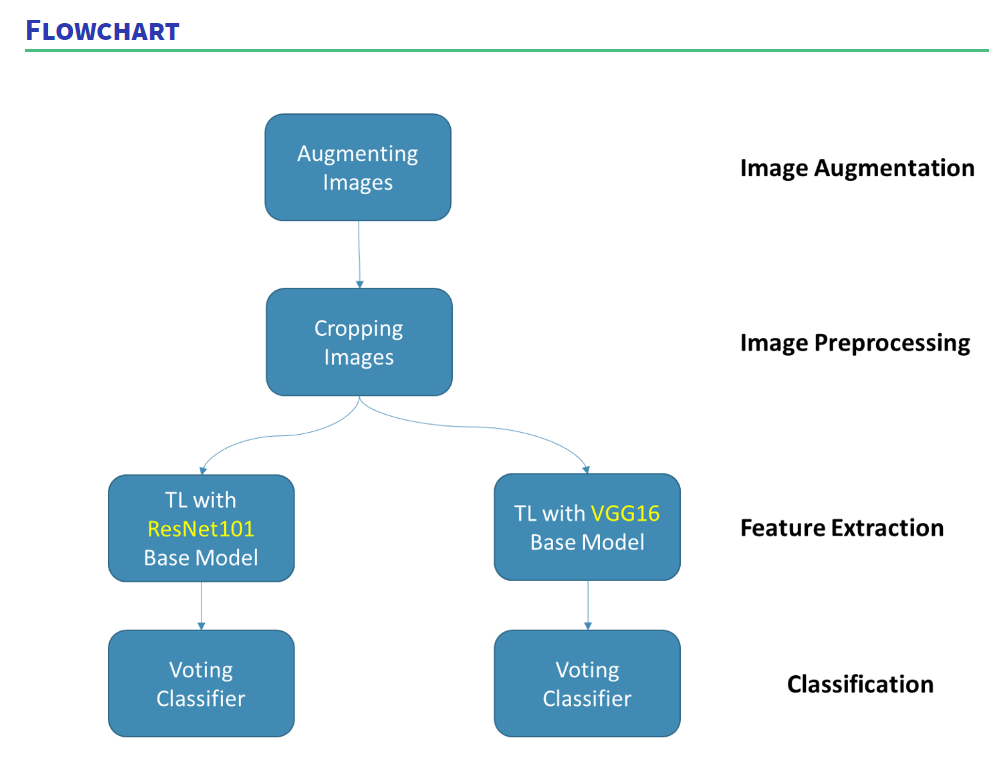 FLOWCHART
Augmenting
Images
Image Augmentation
Cropping
Images
Image Preprocessing
TL with
ResNet101
Base Model
TL with VGG16
Base Model
Feature Extraction
Voting
Classifier
Voting
Classifier
Classification